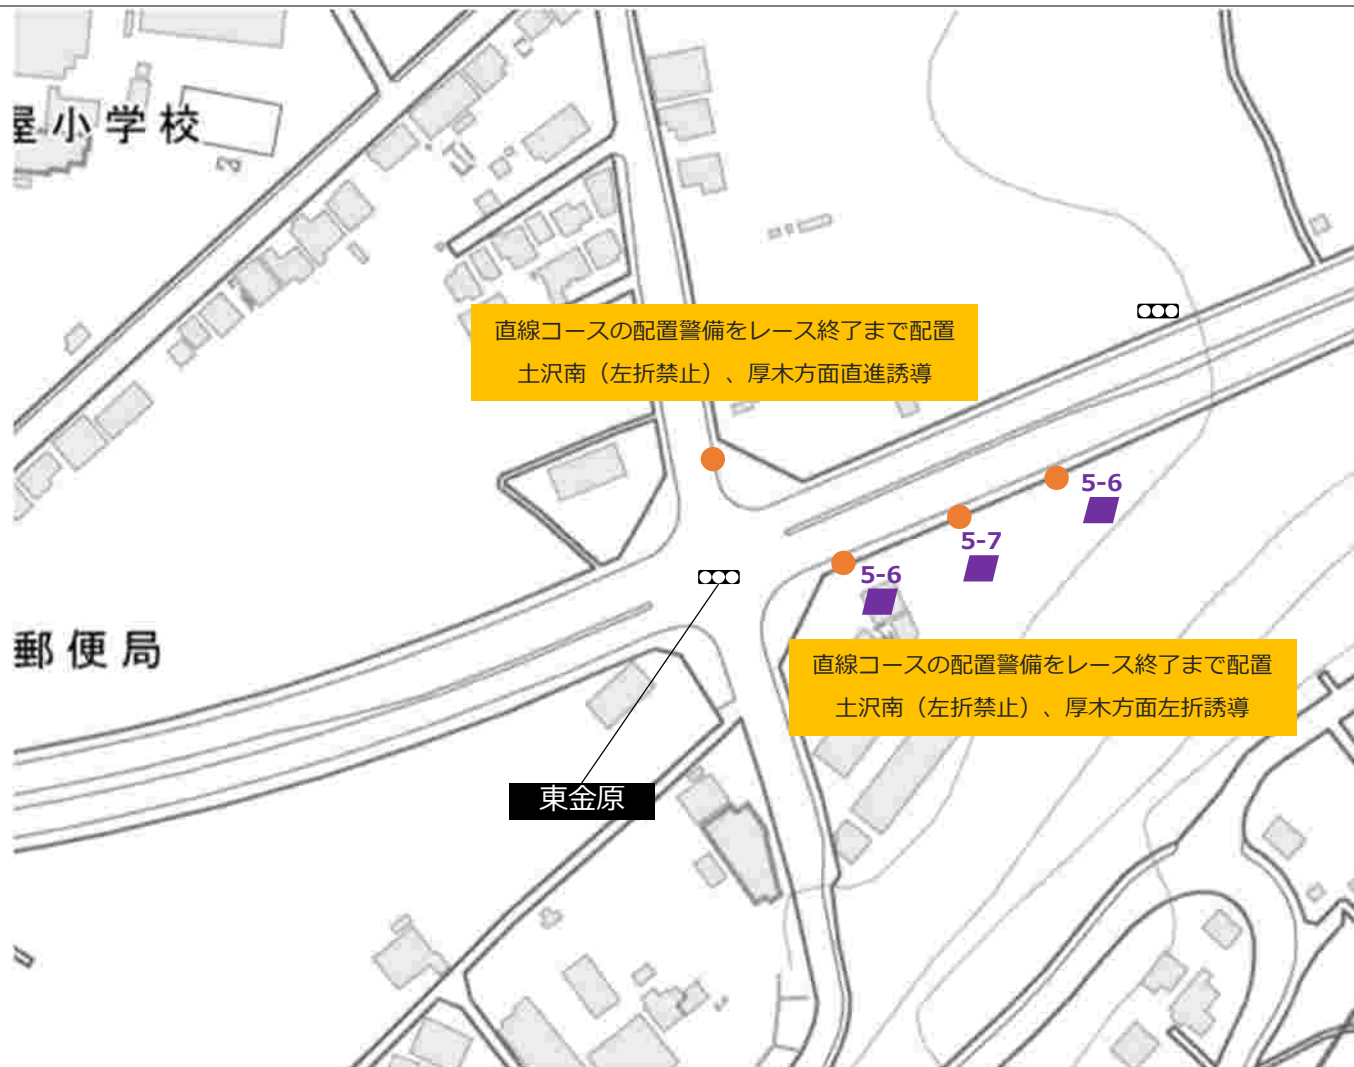 屋小学校
直線コースの配置警備をレース終了まで配置
土沢南（左折禁止）、厚木方面直進誘導
5-6
5-7
5-6
郵便局
直線コースの配置警備をレース終了まで配置
土沢南（左折禁止）、厚木方面左折誘導
東金原